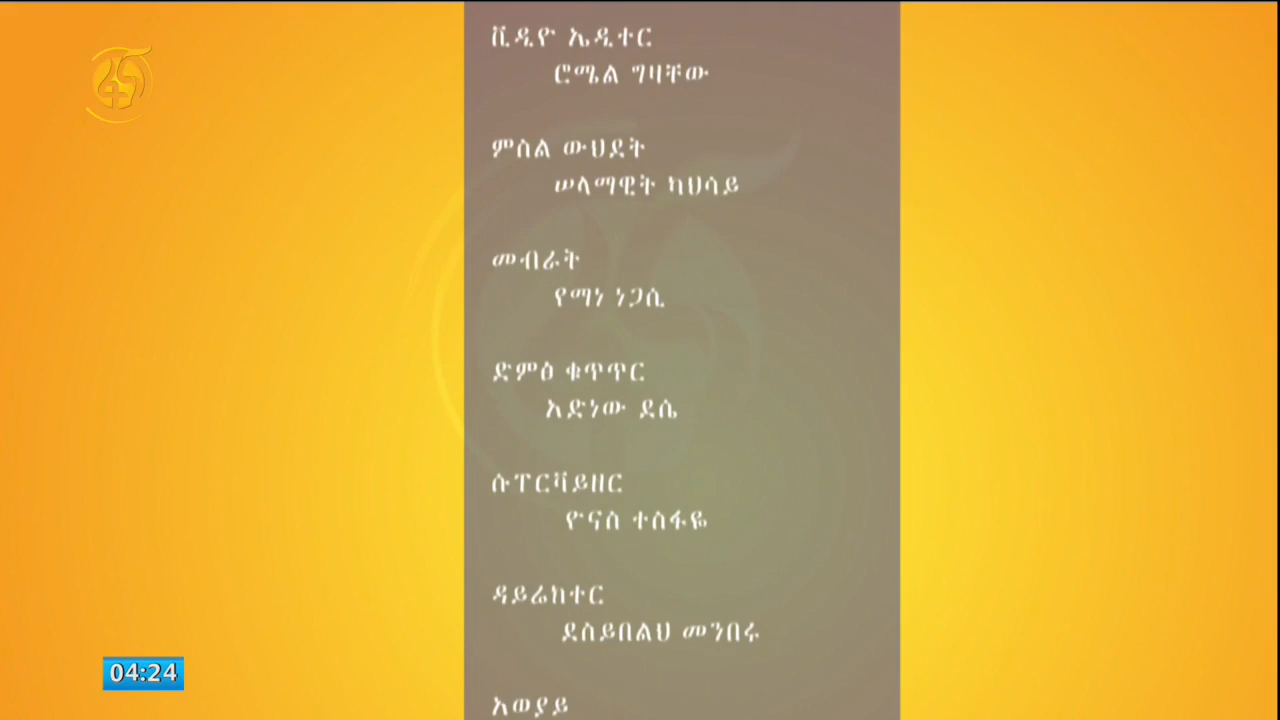 ቪዲዮ ኤዲተር
ሮሜል ግዛቸው
ምስል ውህደት
ሠላማዊት ካህሳይ
መብራት
የማነ ነጋሲ
ድምፅ ቁጥጥር
አድነው ደሴ
ሱፐርቫይዘር
ዮናስ ተስፋዬ
ዳይሬክተር
ደስይበልህ መንበሩ
አወያይ
04:24